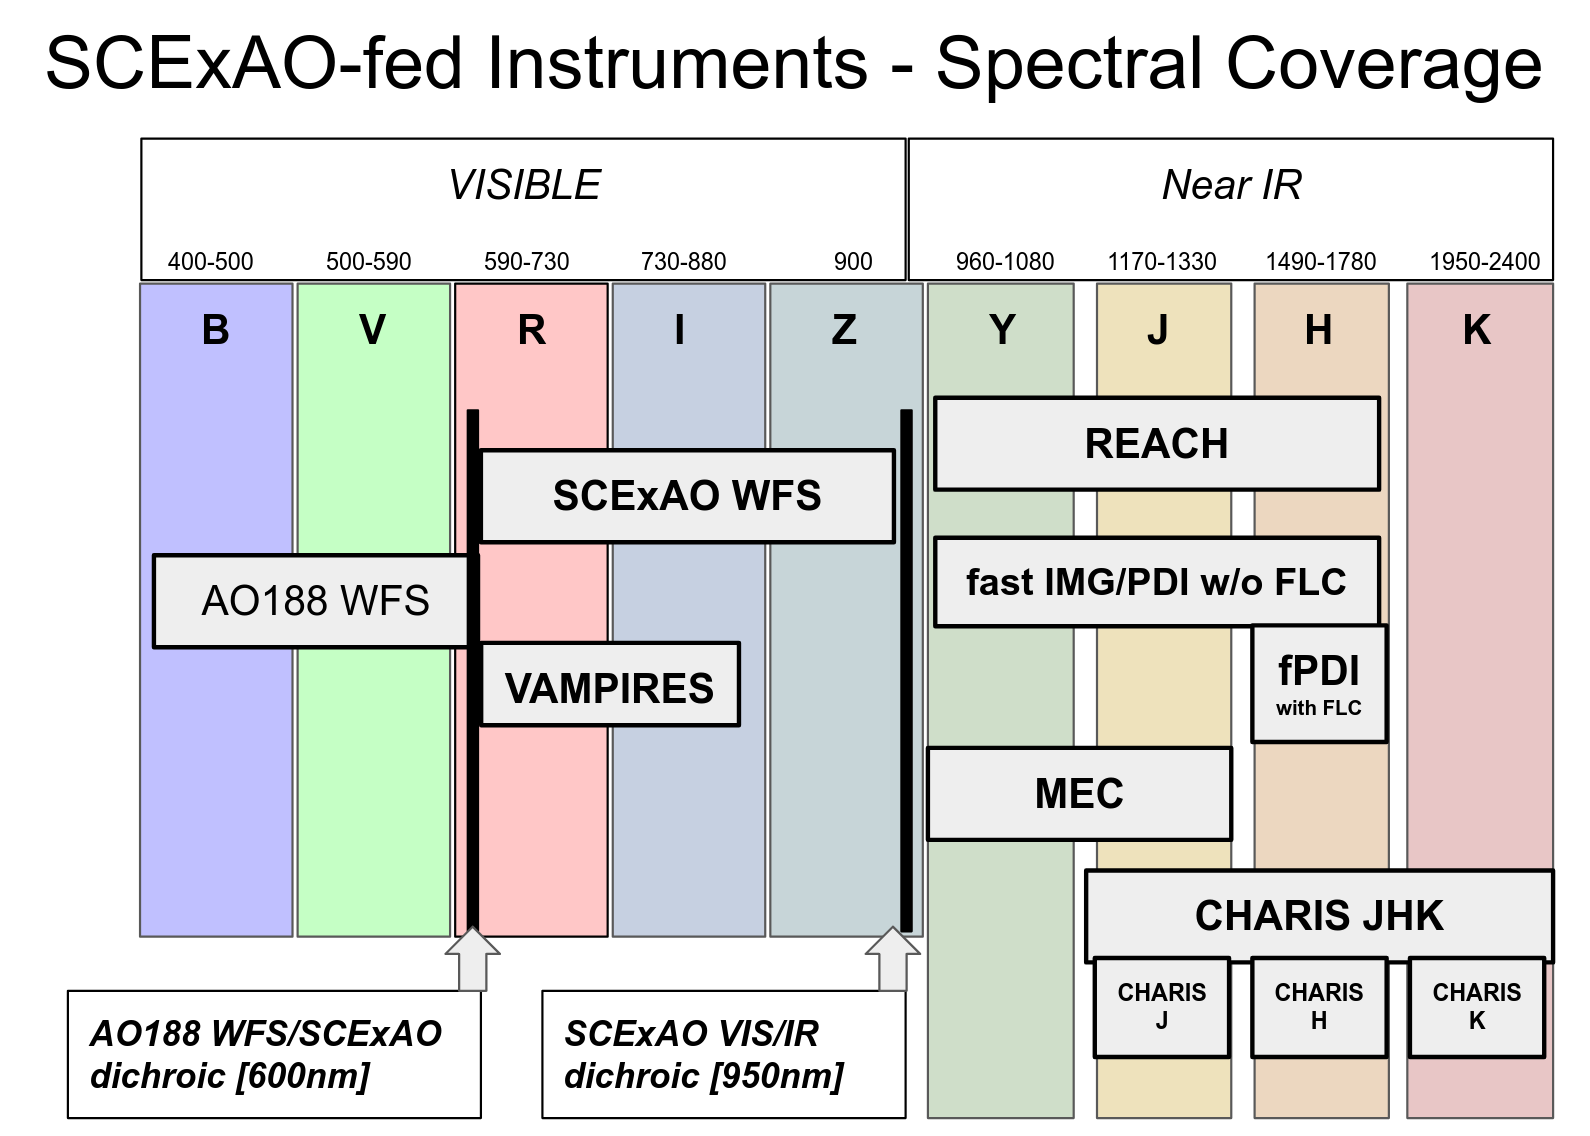 SCExAO-fed Instruments - Spectral Coverage
VISIBLE
Near IR
400-500
500-590
590-730
730-880
900
960-1080
1170-1330
1490-1780
1950-2400
B
V
R
I
Z
Y
J
H
K
REACH
SCExAO WFS
fast IMG/PDI w/o FLC
AO188 WFS
fPDI
with FLC
VAMPIRES
MEC
CHARIS JHK
CHARIS
J
CHARIS
H
CHARIS
K
AO188 WFS/SCExAO
dichroic [600nm]
SCExAO VIS/IR
dichroic [950nm]